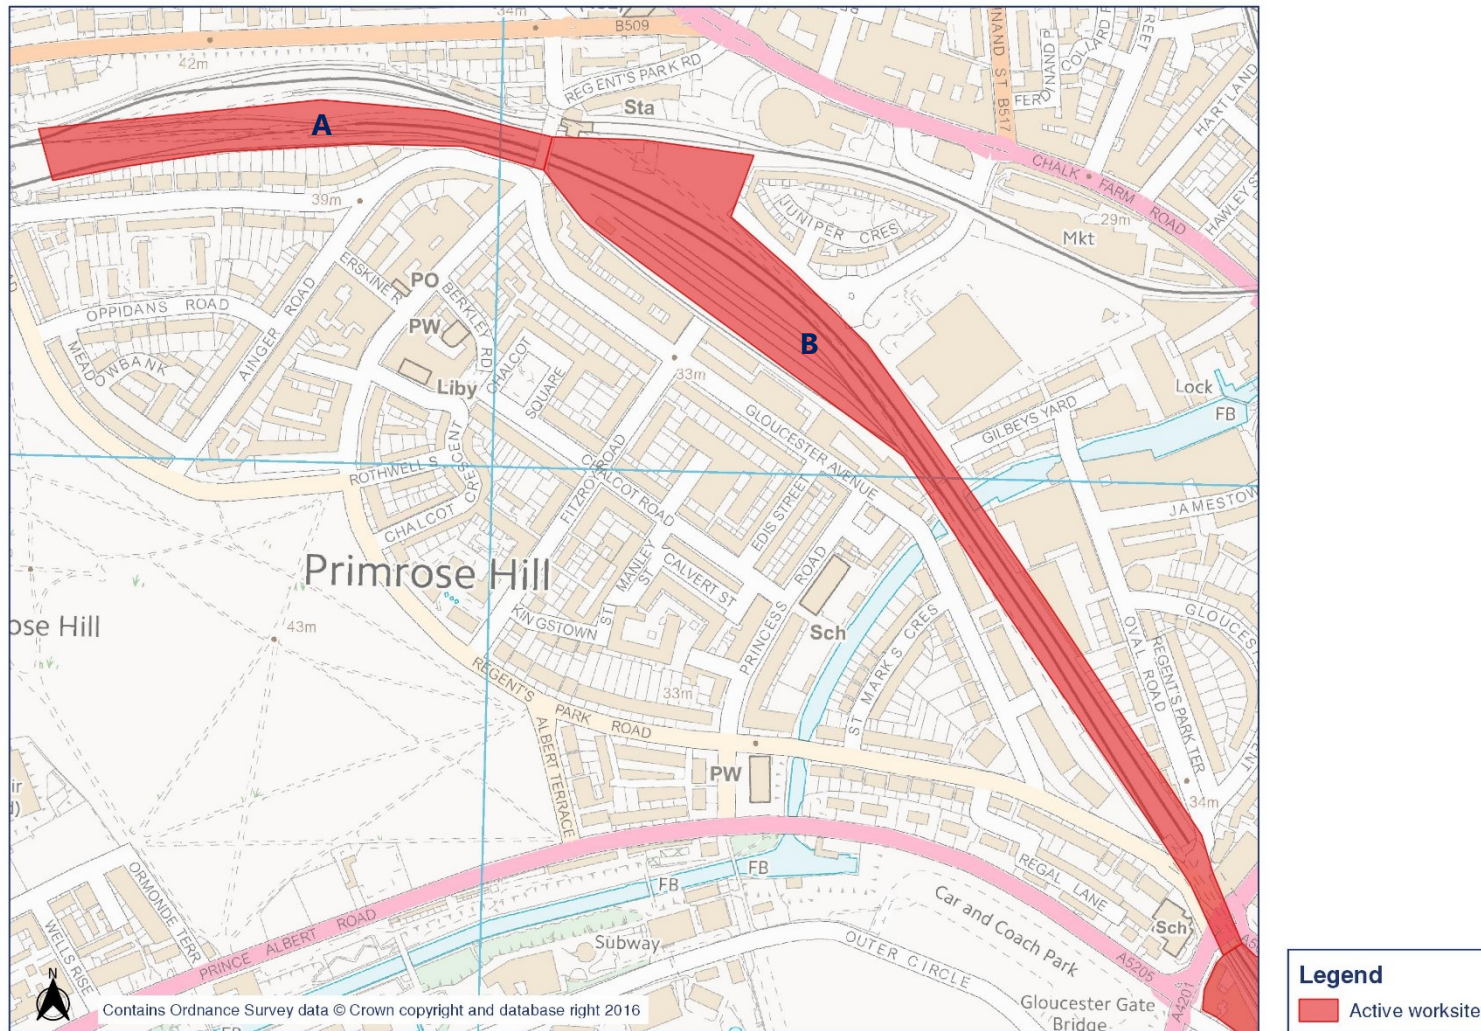 34m
B509
42m
REGENT'S PARK RD
Sta
A
FERDINAND P
COLLARD P
REET
NAND ST B517
HARTLAND
CHALK FARM ROAD
HAWLEY S
29m
Mkt
39m
JUNIPER CRES
ERSKINE R
PO
BERKLEY RD
PW
OPPIDANS ROAD
AINGER ROAD
MEAD
OWBANK
Liby
CHALCOT
SQUARE
33m
B
Lock
FB
GILBEYS YARD
GLOUCESTER AVENUE
ROTHWELL S
CHALCOT
CRESCENT
FITZROY ROAD
CHALCOT ROAD
EDIS STREET
JAMESTOW
Primrose Hill
MANLEY
ST
CALVERT ST
ROAD
KINGSTOWN
ST
PRINCESS
Sch
ST MARK'S CRES
GLOUCES
OVAL ROAD
REGENT'S PARK TER
ENT
ose Hill
43m
REGENT'S
PARK
ROAD
33m
ALBERT TERRACE
PW
34m
ir
)
ORMONDE TERR
WELLS RISE
PRINCE ALBERT
ROAD
FB
FB
REGAL LANE
Car and Coach Park
Sch
A5
Subway
OUTER CIRCLE
A5205
A4201
Gloucester Gate
Bridge
N
Contains Ordnance Survey data © Crown copyright and database right 2016
FB
Legend
Active worksite